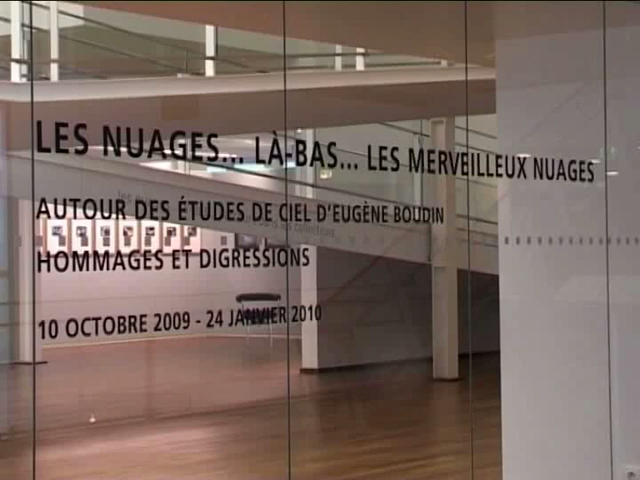 LES NUAGES... LÀ-BAS... LES MERVEILLEUX NUAGES
AUTOUR DES ÉTUDES DE CIEL D'EUGÈNE BOUDIN
HOMMAGES ET DIGRESSIONS
10 OCTOBRE 2009 - 24 JANVIER 2010